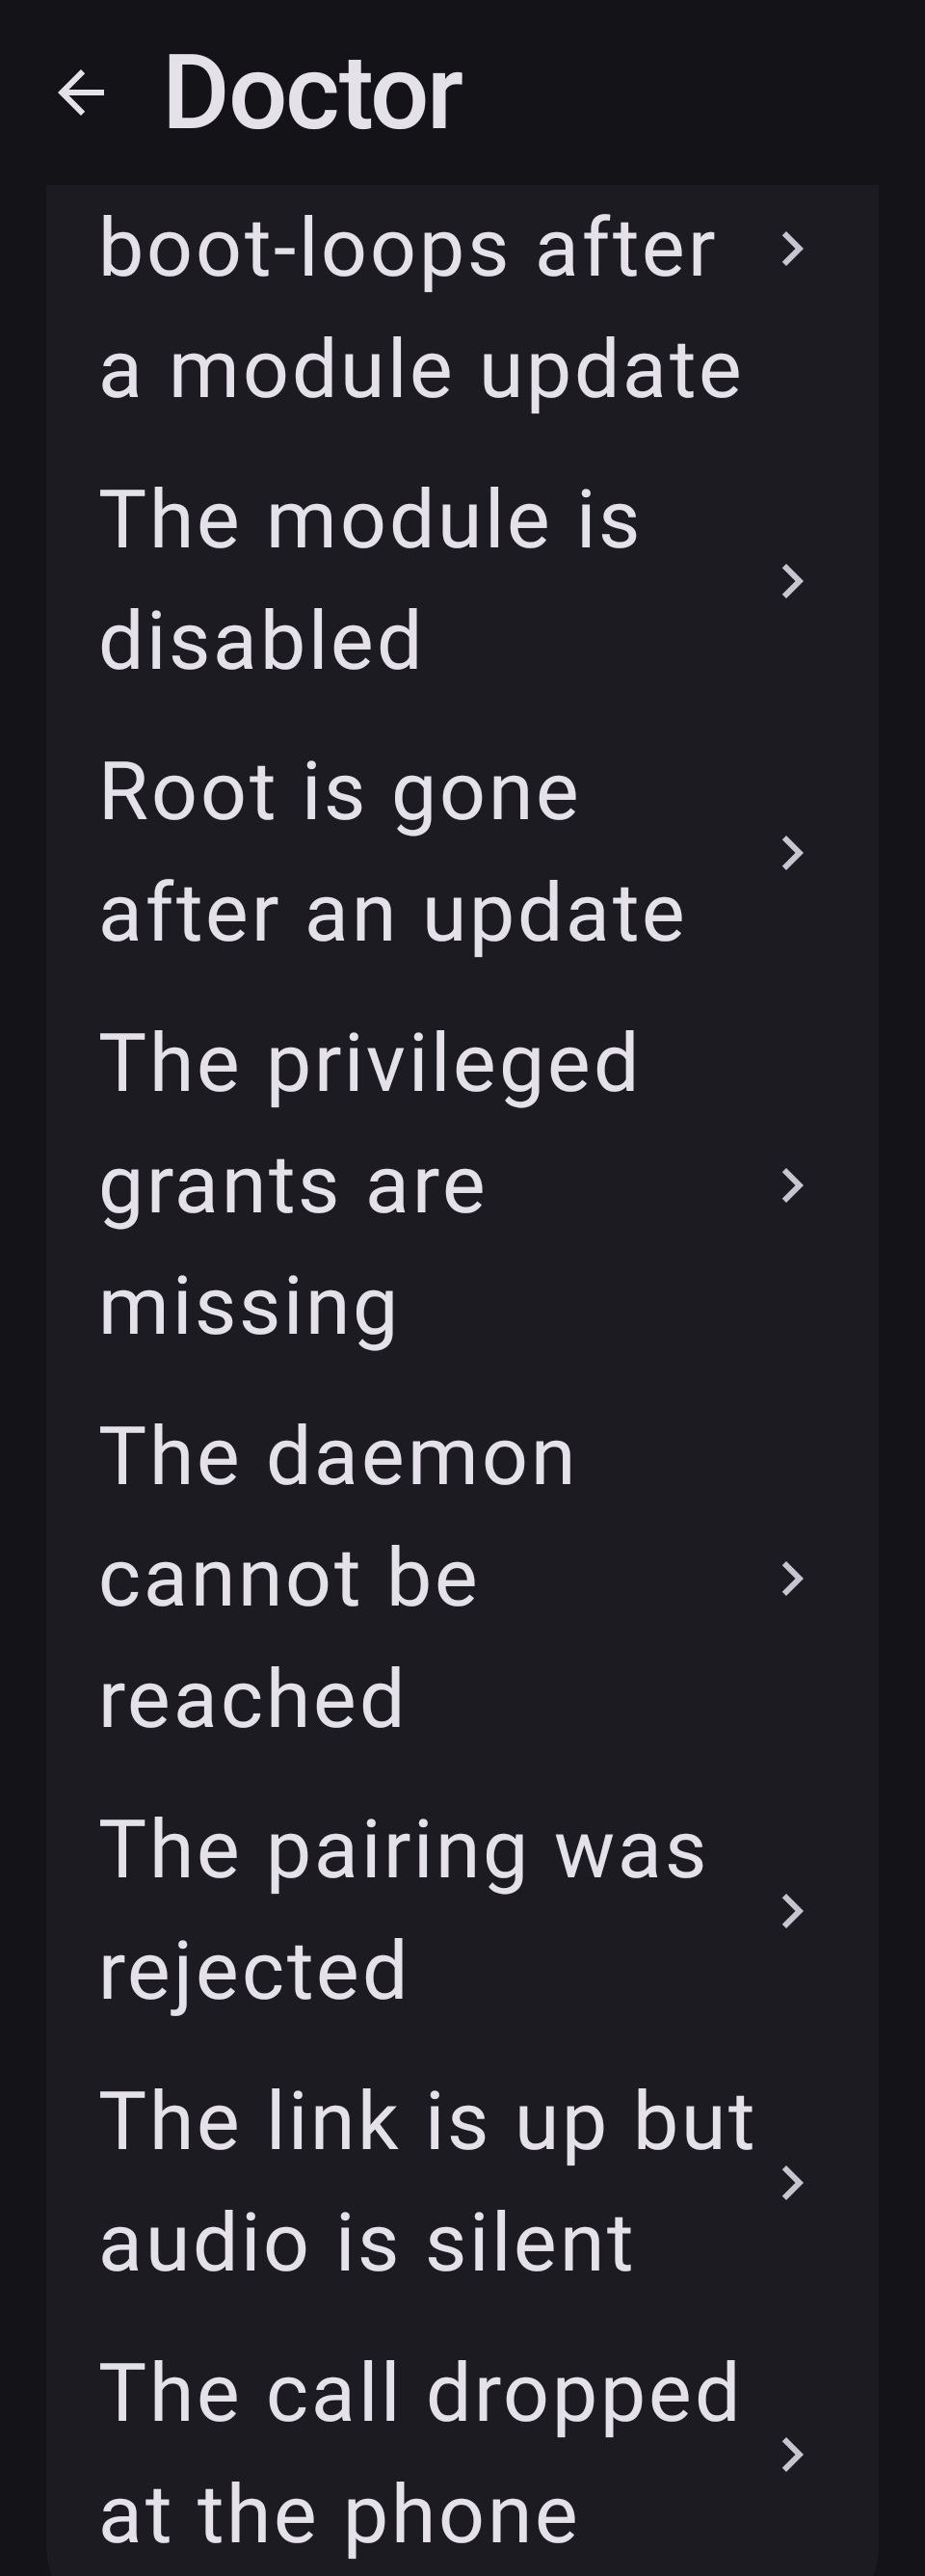 Doctor
boot-loops after
a module update
The module is
disabled
Root is gone
after an update
The privileged
grants are
missing
The daemon
cannot be
reached
The pairing was
rejected
The link is up but
audio is silent
The call dropped
at the phone